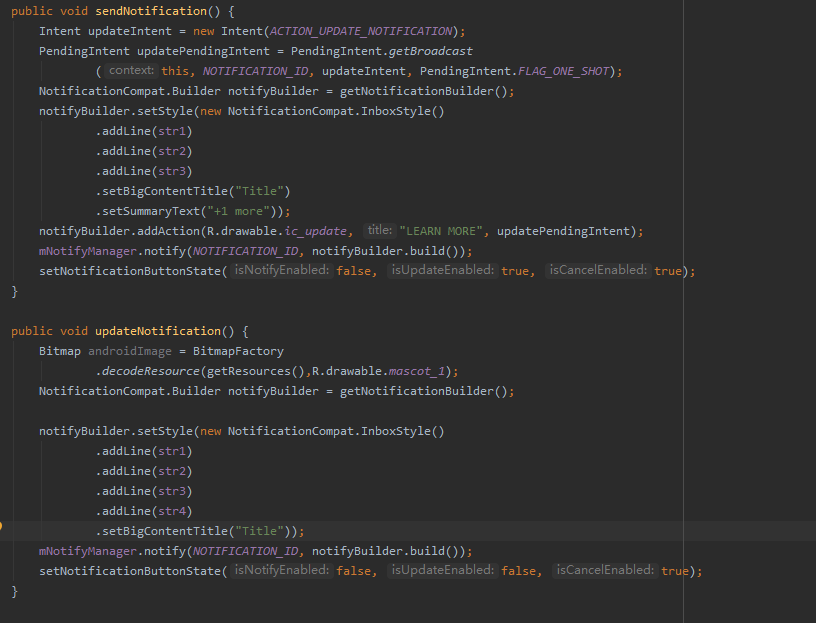 public void sendNotification() {
Intent updateIntent = new Intent(ACTION_UPDATE_NOTIFICATION);
PendingIntent updatePendingIntent = PendingIntent.getBroadcast
( context: this, NOTIFICATION_ID, updateIntent, PendingIntent.FLAG_ONE_SHOT);
NotificationCompat.Builder notifyBuilder = getNotificationBuilder();
notifyBuilder.setStyle(new NotificationCompat.InboxStyle()
.addLine(str1)
.addLine(str2)
.addLine(str3)
.setBigContentTitle("Title")
.setSummaryText("+1 more"));
notifyBuilder.addAction(R.drawable.ic_update, title: "LEARN MORE", updatePendingIntent);
mNotifyManager.notify(NOTIFICATION_ID, notifyBuilder.build());
setNotificationButtonState( isNotifyEnabled: false, isUpdateEnabled: true, isCancelEnabled: true);
}
public void updateNotification() {
Bitmap androidImage = BitmapFactory
.decodeResource(getResources(),R.drawable.mascot_1);
NotificationCompat.Builder notifyBuilder = getNotificationBuilder();
notifyBuilder.setStyle(new NotificationCompat.InboxStyle()
.addLine(str1)
.addLine(str2)
.addLine(str3)
.addLine(str4)
.setBigContentTitle("Title"));
mNotifyManager.notify(NOTIFICATION_ID, notifyBuilder.build());
setNotificationButtonState( isNotifyEnabled: false, isUpdateEnabled: false, isCancelEnabled: true);
}